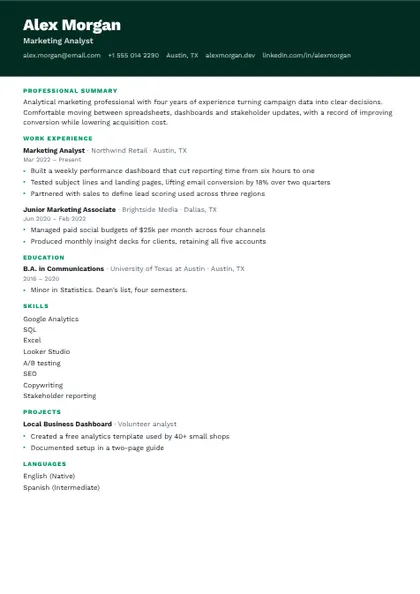 Alex Morgan
Marketing Analyst
alex.morgan@email.com +1 555 014 2290 Austin, TX alexmorgan.dev linkedin.com/in/alexmorgan
PROFESSIONAL SUMMARY
Analytical marketing professional with four years of experience turning campaign data into clear decisions.
Comfortable moving between spreadsheets, dashboards and stakeholder updates, with a record of improving
conversion while lowering acquisition cost.
WORK EXPERIENCE
Marketing Analyst · Northwind Retail · Austin, TX
Mar 2022 – Present
• Built a weekly performance dashboard that cut reporting time from six hours to one
• Tested subject lines and landing pages, lifting email conversion by 18% over two quarters
• Partnered with sales to define lead scoring used across three regions
Junior Marketing Associate · Brightside Media · Dallas, TX
Jun 2020 – Feb 2022
• Managed paid social budgets of $25k per month across four channels
• Produced monthly insight decks for clients, retaining all five accounts
EDUCATION
B.A. in Communications · University of Texas at Austin · Austin, TX
2016 – 2020
• Minor in Statistics. Dean's list, four semesters.
SKILLS
Google Analytics
SQL
Excel
Looker Studio
A/B testing
SEO
Copywriting
Stakeholder reporting
PROJECTS
Local Business Dashboard · Volunteer analyst
• Created a free analytics template used by 40+ small shops
• Documented setup in a two-page guide
LANGUAGES
English (Native)
Spanish (Intermediate)